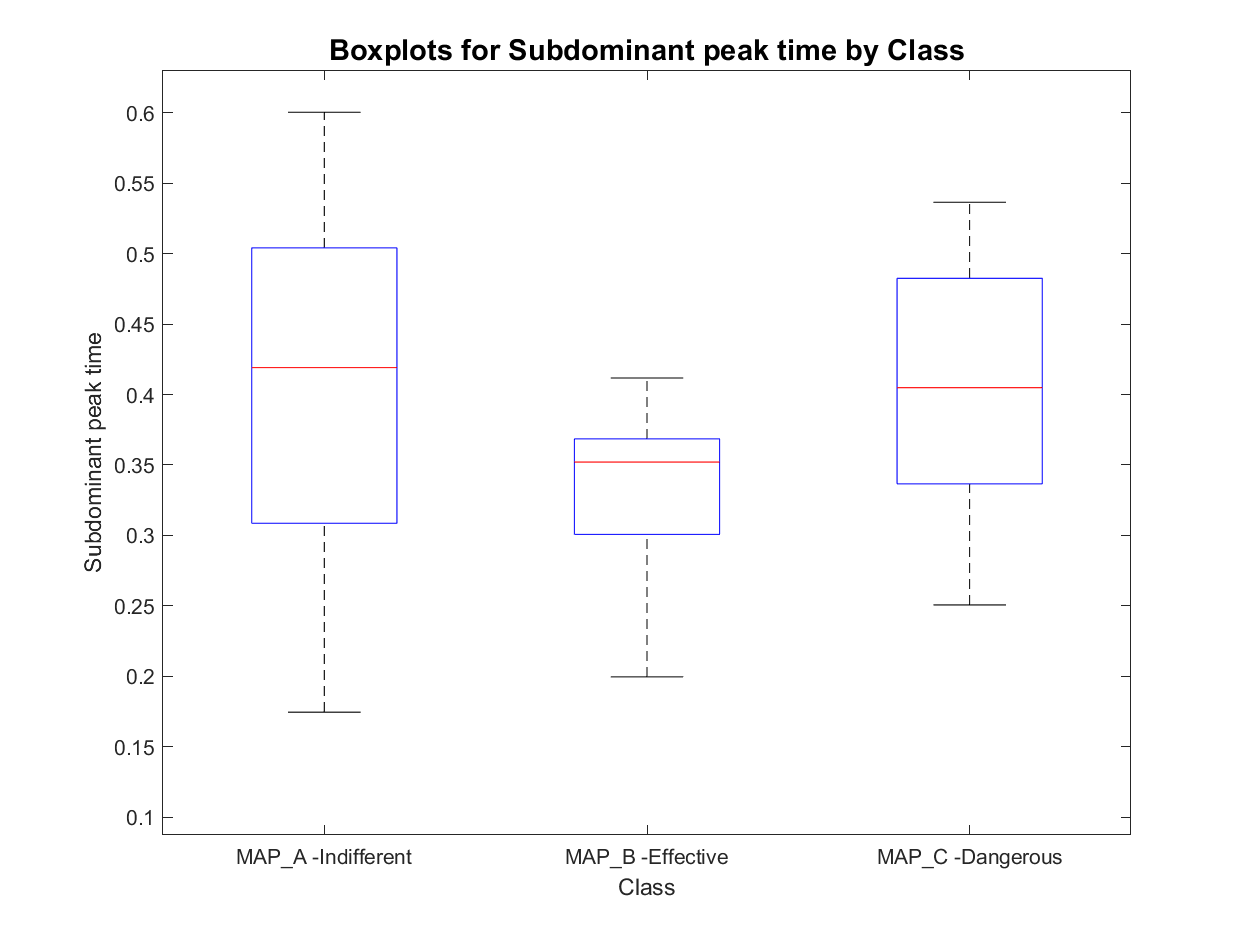 Boxplots for Subdominant peak time by Class
0.6
0.55
0.5
0.45
0.4
0.35
0.3
0.25
0.2
0.15
0.1
Subdominant peak time
MAP_A -Indifferent
MAP_B -Effective
MAP_C -Dangerous
Class